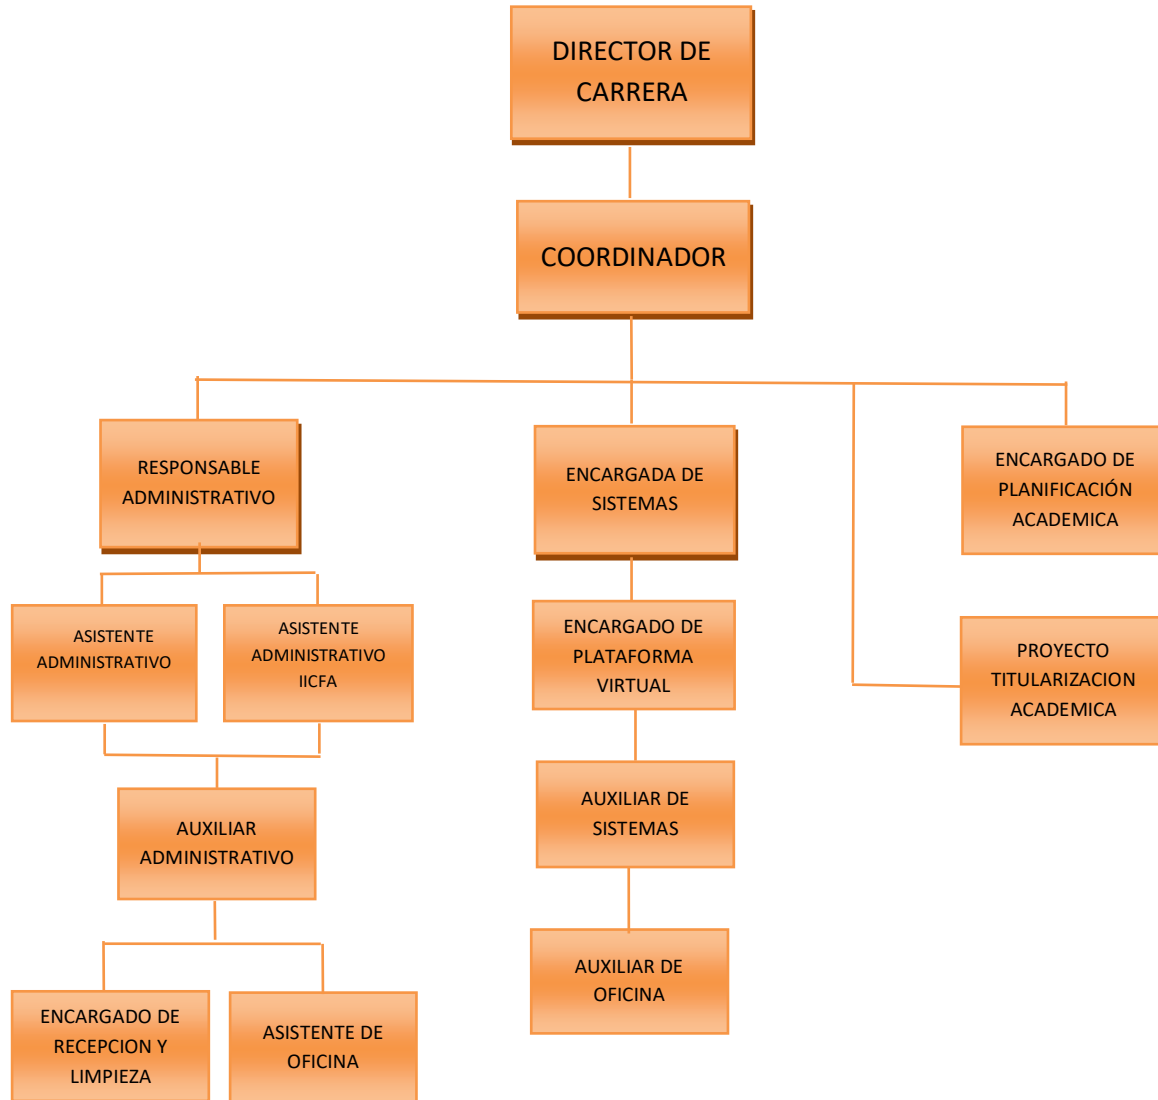 DIRECTOR DE
CARRERA
COORDINADOR
RESPONSABLE
ADMINISTRATIVO
ENCARGADA DE
SISTEMAS
ENCARGADO DE
PLANIFICACIÓN
ACADEMICA
ASISTENTE
ADMINISTRATIVO
ASISTENTE
ADMINISTRATIVO
IICFA
ENCARGADO DE
PLATAFORMA
VIRTUAL
PROYECTO
TITULARIZACION
ACADEMICA
AUXILIAR
ADMINISTRATIVO
AUXILIAR DE
SISTEMAS
ENCARGADO DE
RECEPCION Y
LIMPIEZA
ASISTENTE DE
OFICINA
AUXILIAR DE
OFICINA